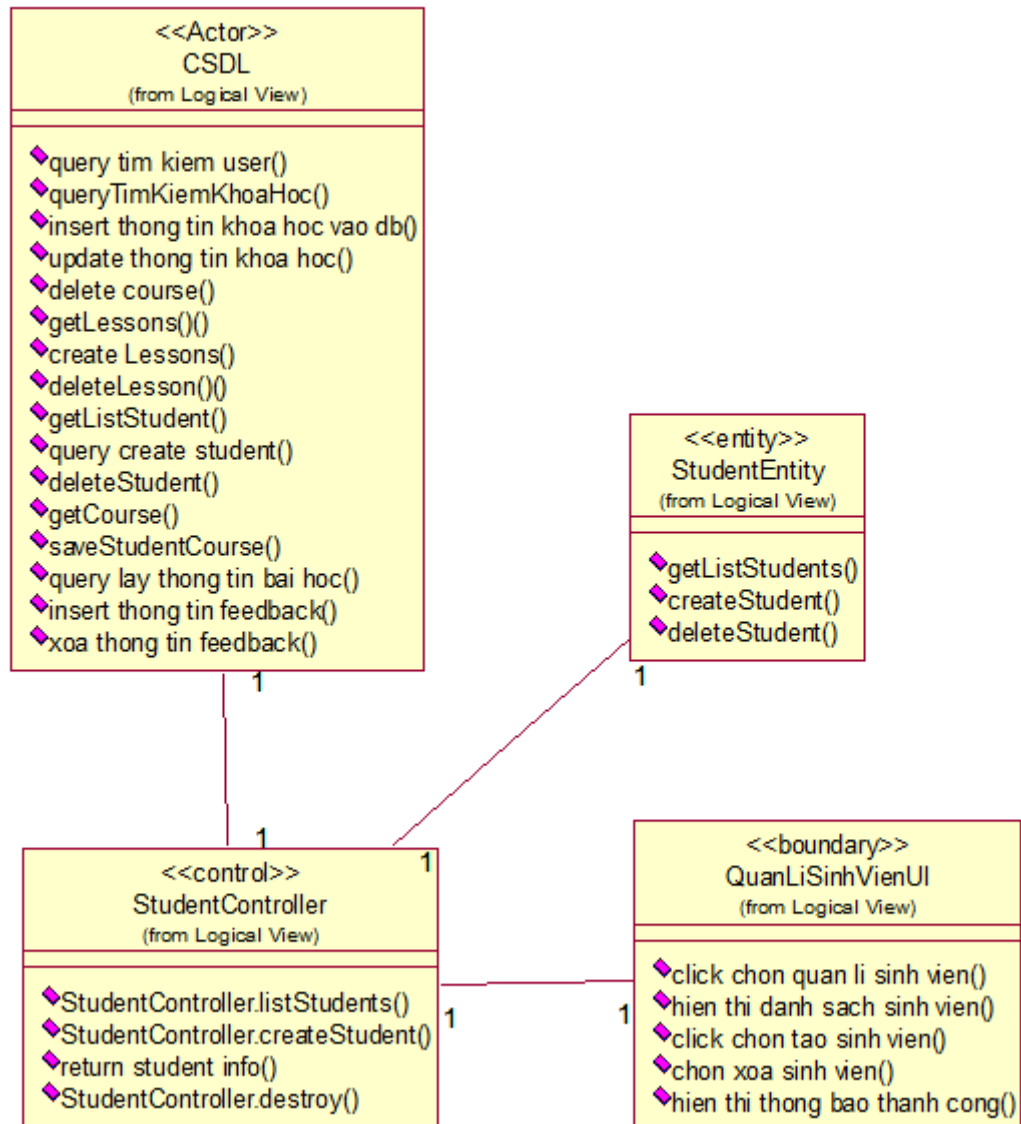 <<Actor>>
CSDL
(from Logical View)
query tim kiem user()
queryTimKiemKhoaHoc()
insert thong tin khoa hoc vao db()
update thong tin khoa hoc()
delete course()
getLessons()()
create Lessons()
deleteLesson()()
getListStudent()
query create student()
deleteStudent()
getCourse()
saveStudentCourse()
query lay thong tin bai hoc()
insert thong tin feedback()
xoa thong tin feedback()
1
<<entity>>
StudentEntity
(from Logical View)
getListStudents()
createStudent()
deleteStudent()
1
1
1
<<control>>
StudentController
(from Logical View)
StudentController.listStudents()
StudentController.createStudent()
return student info()
StudentController.destroy()
1
1
<<boundary>>
QuanLiSinhVienUI
(from Logical View)
click chon quan li sinh vien()
hien thi danh sach sinh vien()
click chon tao sinh vien()
chon xoa sinh vien()
hien thi thong bao thanh cong()